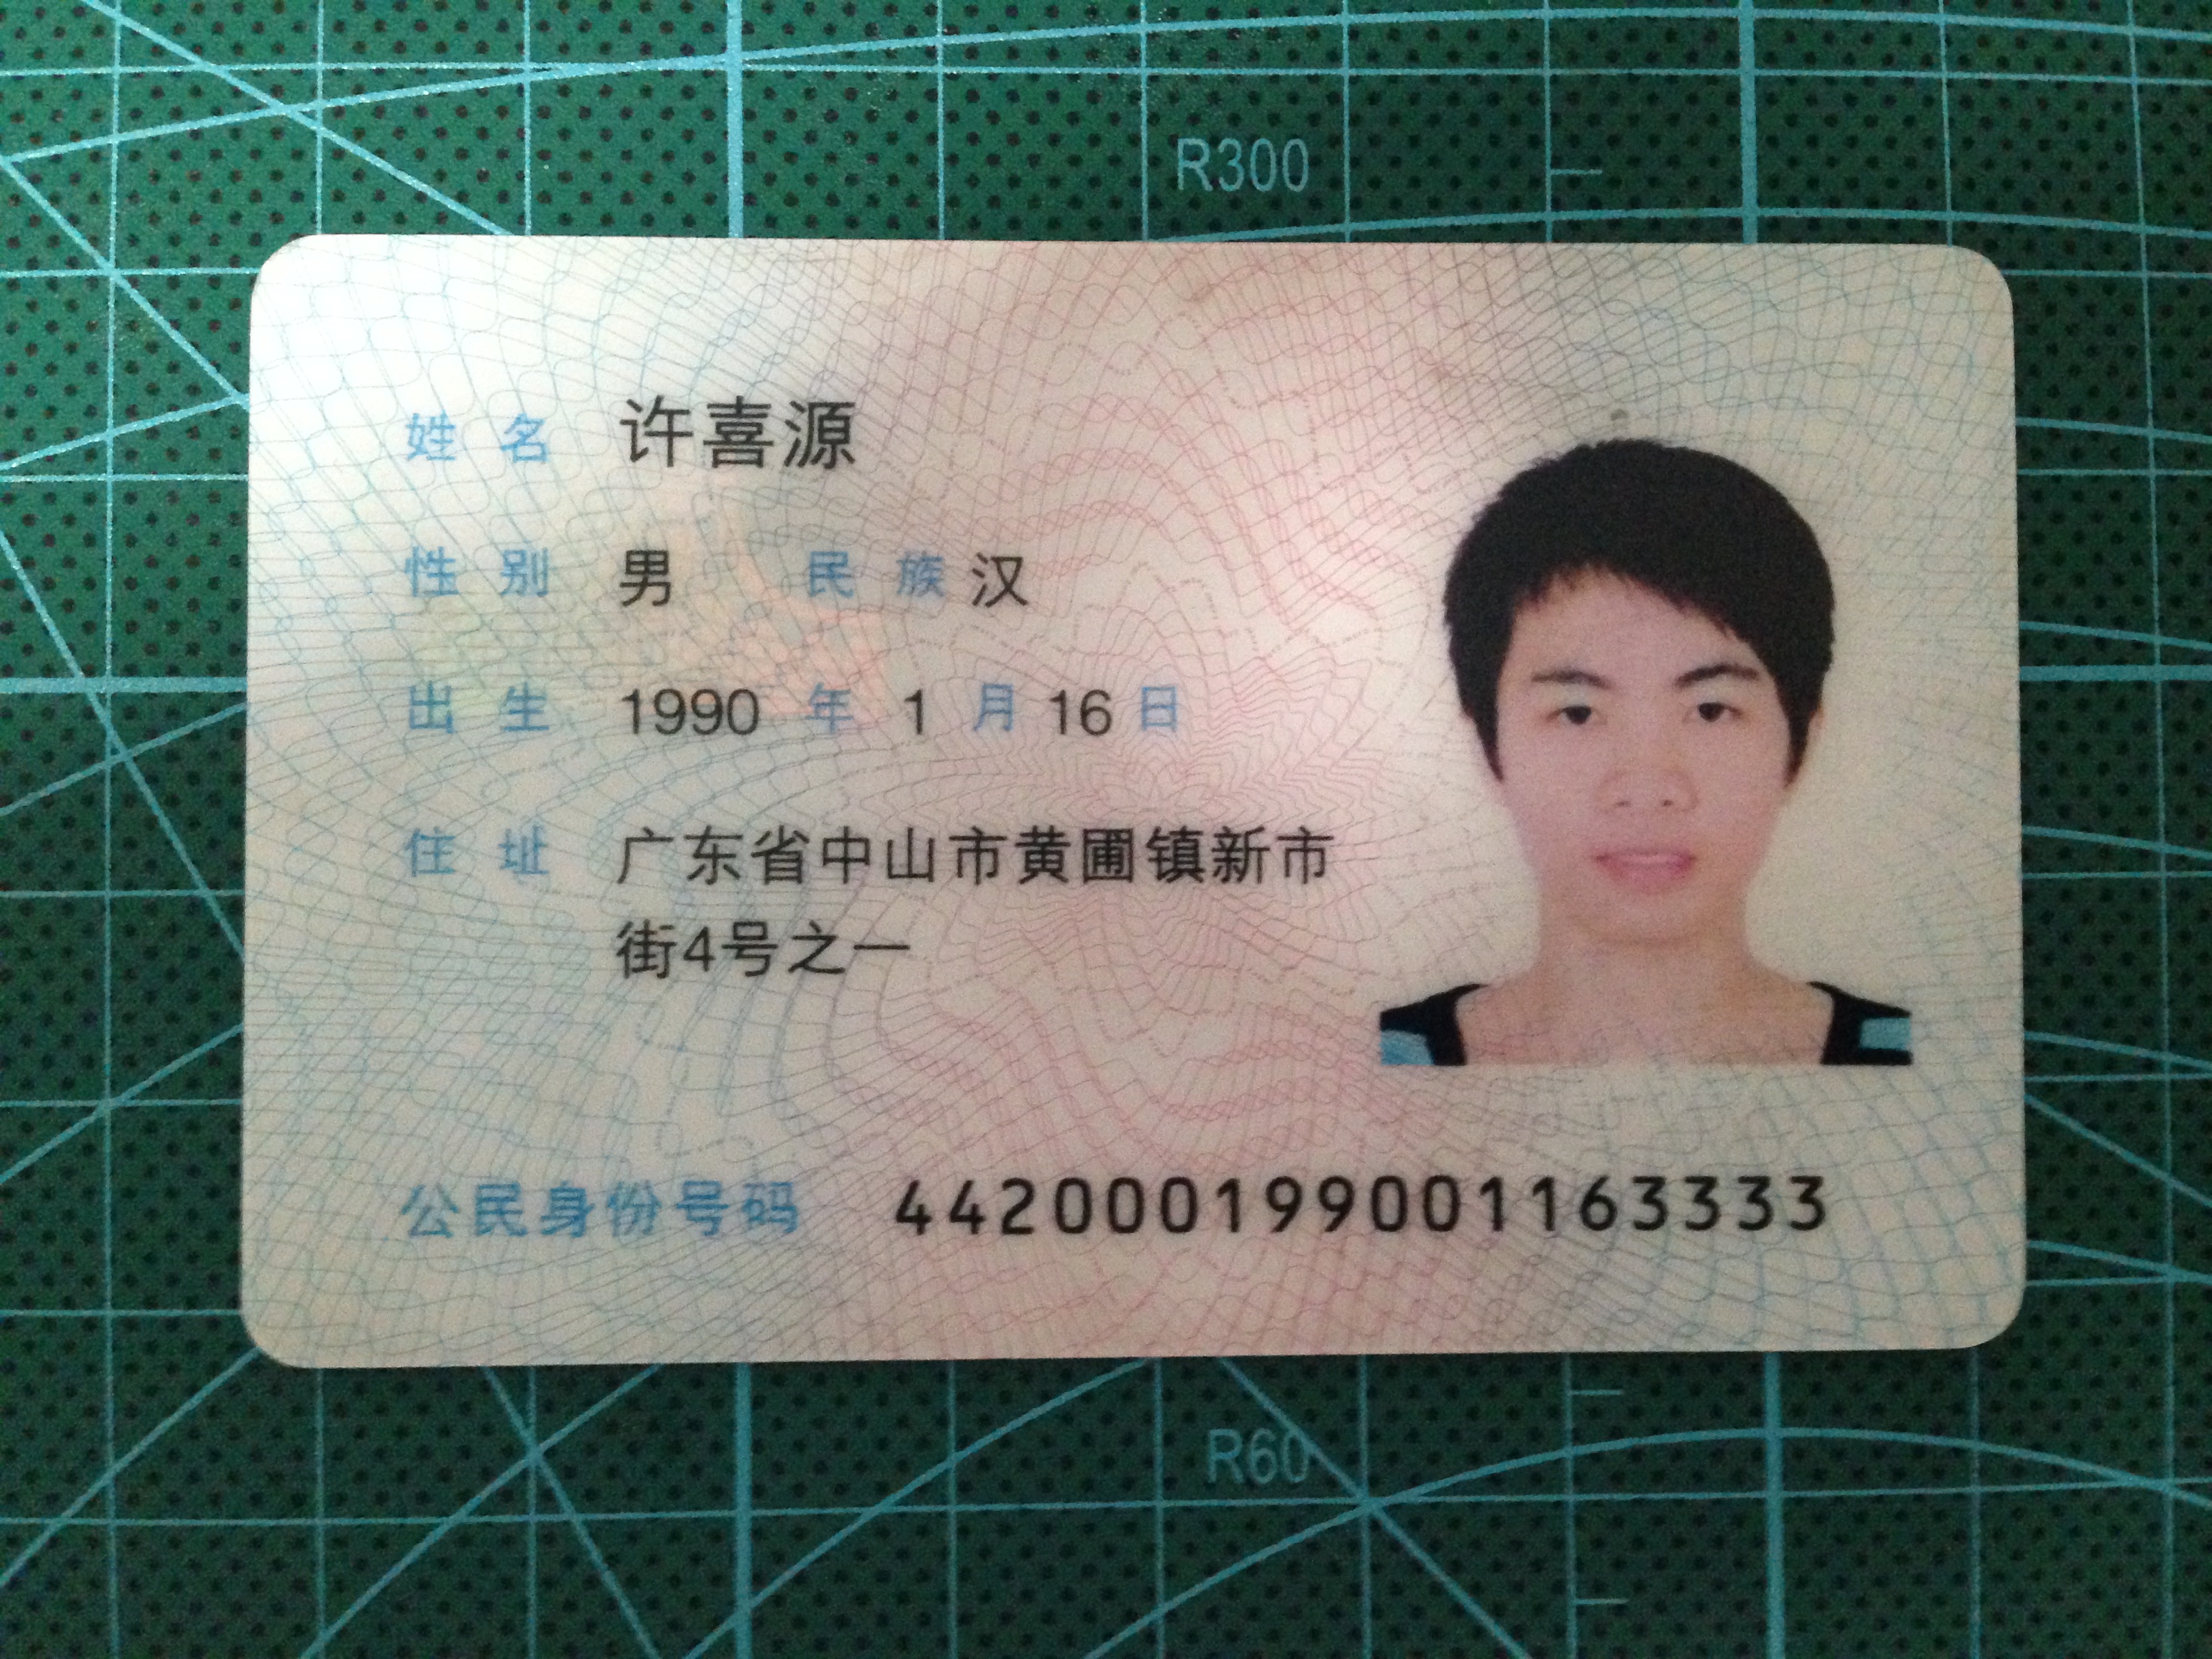 R300
姓名 许喜源
性别 男 民族 汉
出生 1990 年 1 月 16 日
住址 广东省中山市黄圃镇新市
街4号之一
公民身份号码 442000199001163333
R60